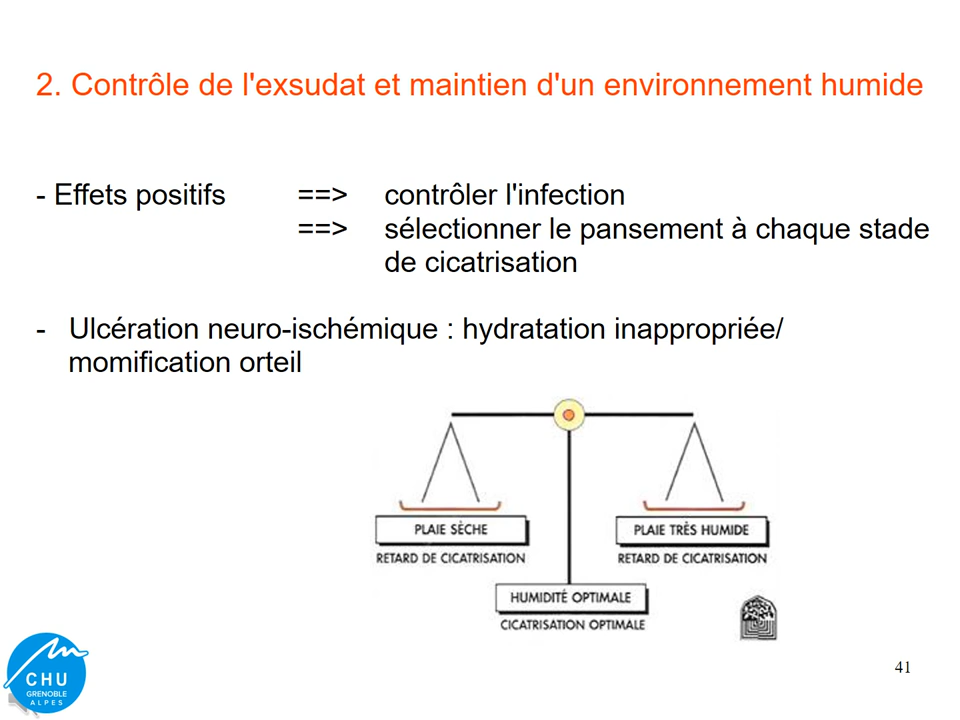 2. Contrôle de l'exsudat et maintien d'un environnement humide
- Effets positifs ==> contrôler l'infection
==> sélectionner le pansement à chaque stade
de cicatrisation
- Ulcération neuro-ischémique : hydratation inappropriée/
momification orteil
PLAIE SÈCHE
RETARD DE CICATRISATION
PLAIE TRÈS HUMIDE
RETARD DE CICATRISATION
HUMIDITÉ OPTIMALE
CICATRISATION OPTIMALE
CHU
GRENOBLE
ALPES
41